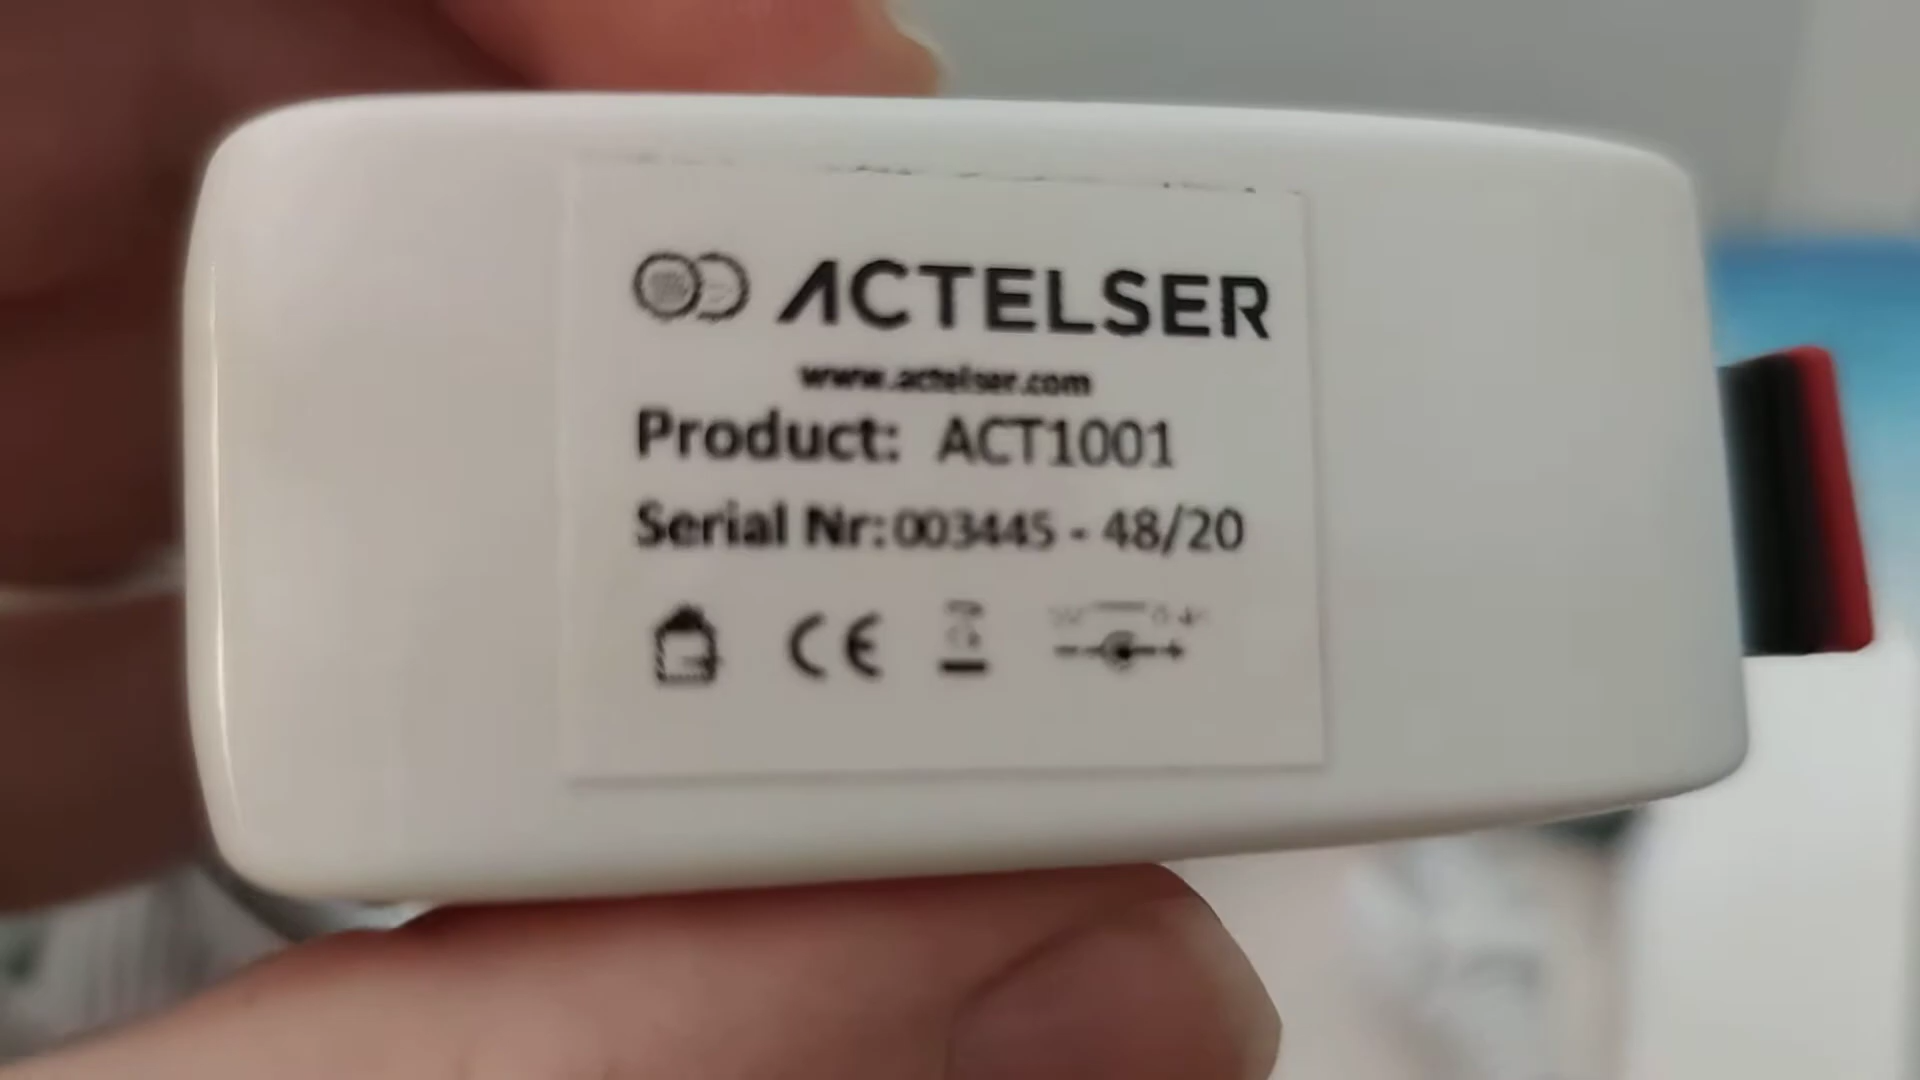 ACTELSER
www.actelser.com
Product: ACT1001
Serial Nr: 003445 - 48/20
CE